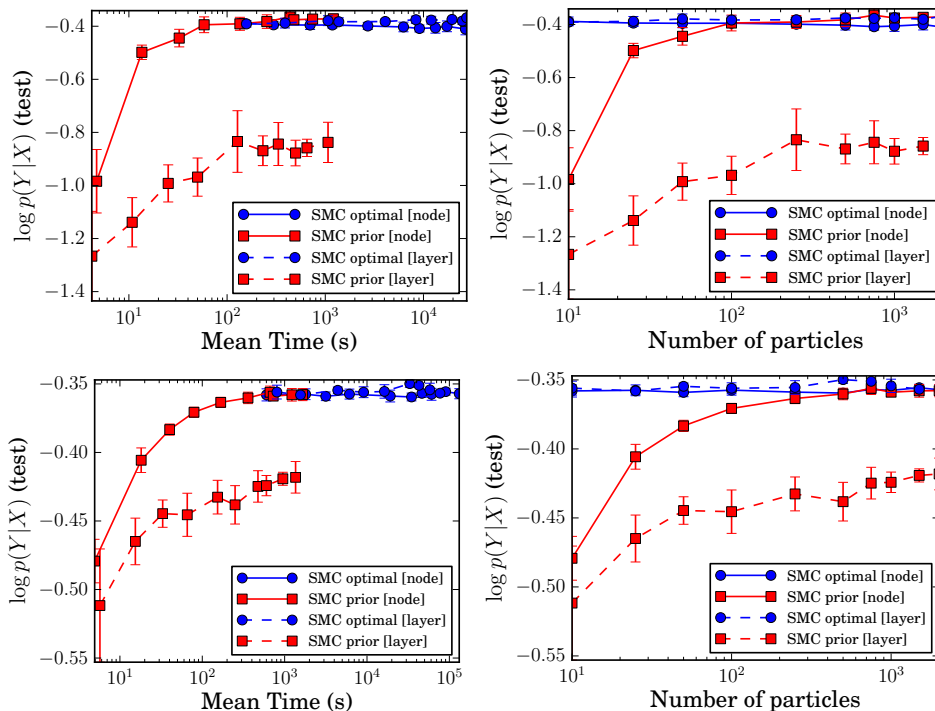 −0.4
−0.6
−0.8
−1.0
−1.2
−1.4
log p(Y|X) (test)
10^1 10^2 10^3 10^4
Mean Time (s)
SMC optimal [node]
SMC prior [node]
SMC optimal [layer]
SMC prior [layer]
−0.4
−0.6
−0.8
−1.0
−1.2
−1.4
log p(Y|X) (test)
10^1 10^2 10^3
Number of particles
SMC optimal [node]
SMC prior [node]
SMC optimal [layer]
SMC prior [layer]
−0.35
−0.40
−0.45
−0.50
−0.55
log p(Y|X) (test)
10^1 10^2 10^3 10^4 10^5
Mean Time (s)
SMC optimal [node]
SMC prior [node]
SMC optimal [layer]
SMC prior [layer]
−0.35
−0.40
−0.45
−0.50
−0.55
log p(Y|X) (test)
10^1 10^2 10^3
Number of particles
SMC optimal [node]
SMC prior [node]
SMC optimal [layer]
SMC prior [layer]